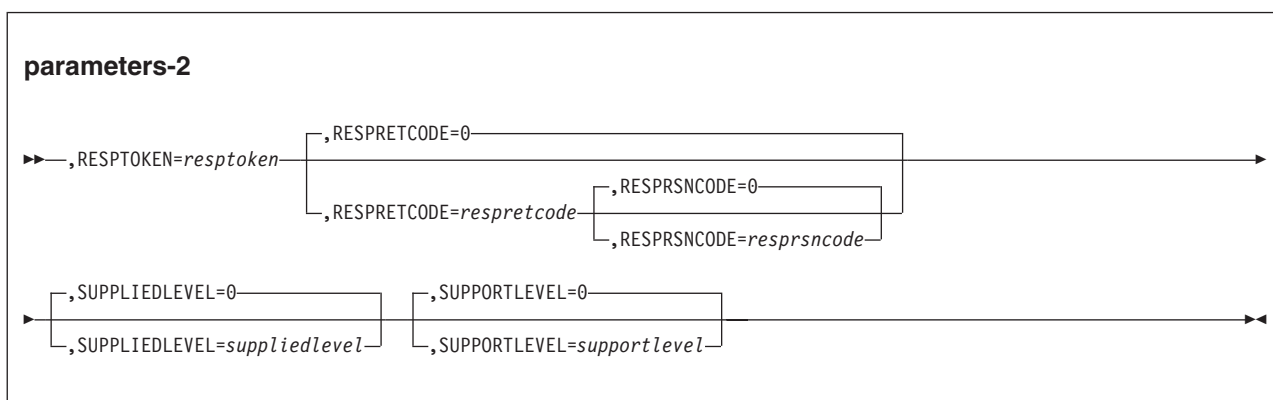 parameters-2
,RESPRETCODE=0
,RESPTOKEN=resptoken
,RESPRSNCODE=0
,RESPRETCODE=respretcode
,RESPRSNCODE=resprsncode
,SUPPLIEDLEVEL=0 ,SUPPORTLEVEL=0
,SUPPLIEDLEVEL=suppliedlevel ,SUPPORTLEVEL=supportlevel